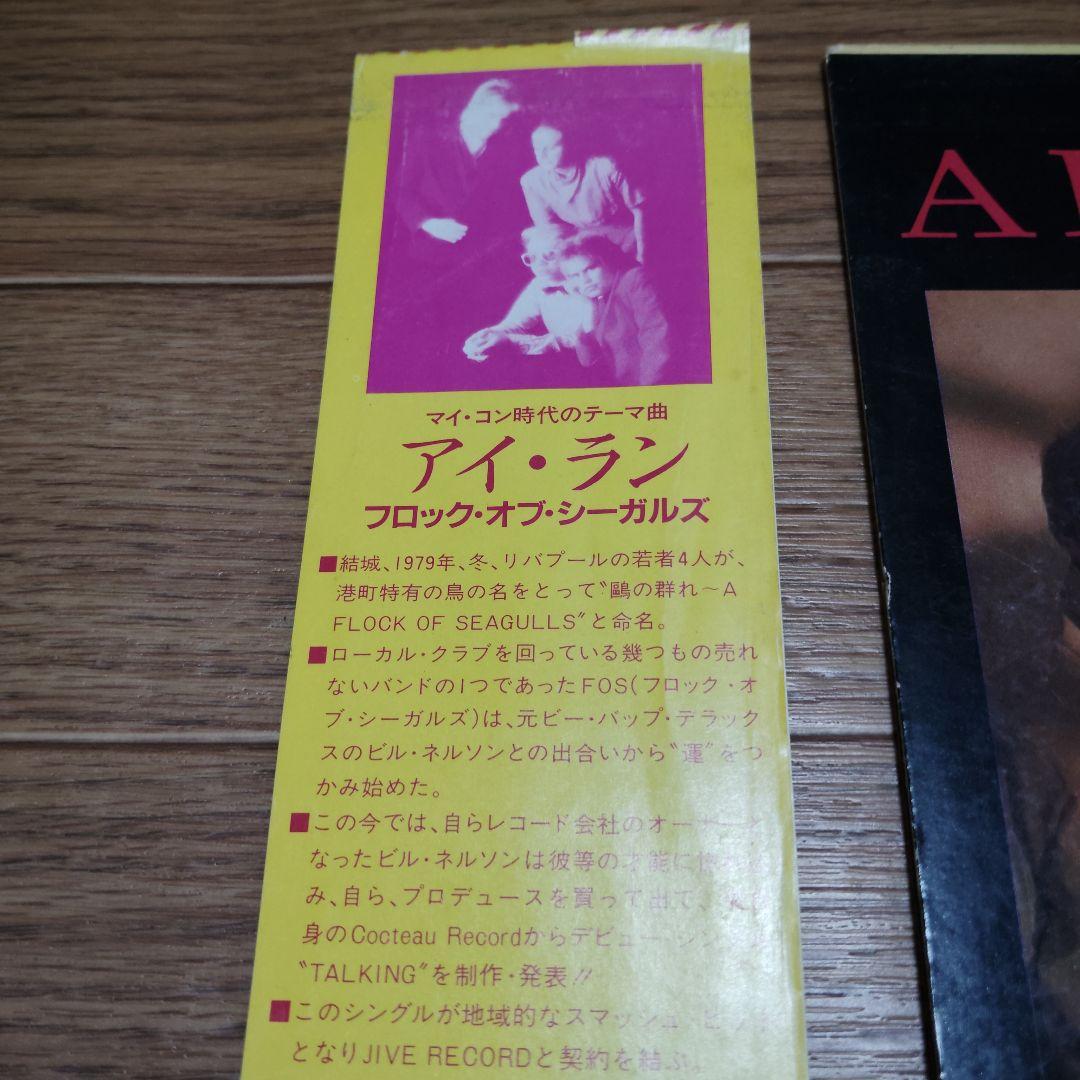 マイ・コン時代のテーマ曲
アイ・ラン
フロック・オブ・シーガルズ
■結城、1979年、冬、リバプールの若者4人が、
港町特有の鳥の名をとって〝鷗の群れ～A
FLOCK OF SEAGULLS〟と命名。
■ローカル・クラブを回っている幾つもの売れ
ないバンドの1つであったFOS(フロック・オ
ブ・シーガルズ)は、元ビー・バップ・デラック
スのビル・ネルソンとの出合いから〝運〟をつ
かみ始めた。
■この今では、自らレコード会社のオーナーと
なったビル・ネルソンは彼等の才能に
み、自ら、プロデュースを買って出て、
身のCocteau Recordからデビュー・シン
〝TALKING〟を制作・発表!!
■このシングルが地域的なスマッシュ・ヒ
となりJIVE RECORDと契約を結ぶ。
A